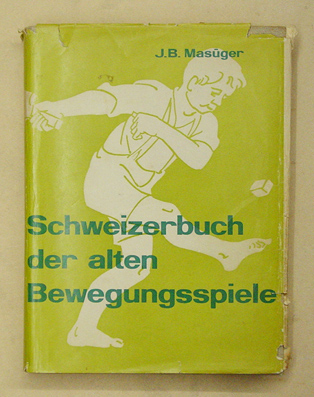 J.B. Masüger
Schweizerbuch
der alten
Bewegungsspiele